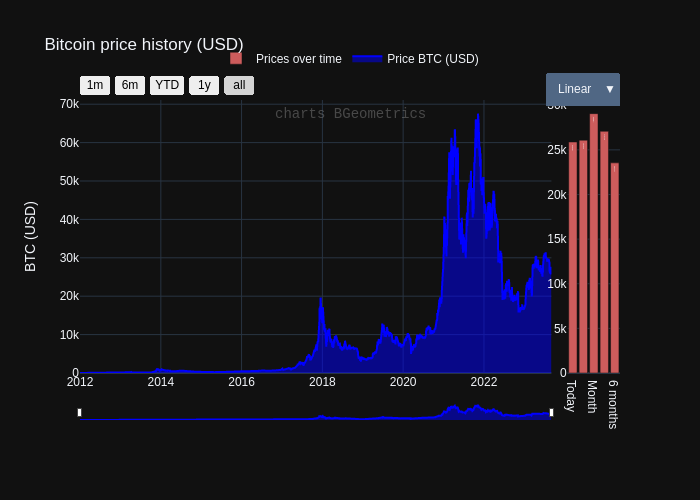 Bitcoin price history (USD)
Prices over time
Price BTC (USD)
1m
6m
YTD
1y
all
Linear ▼
charts BGeometrics
BTC (USD)
70k
60k
50k
40k
30k
20k
10k
0
2012
2014
2016
2018
2020
2022
30k
25k
20k
15k
10k
5k
0
Today
Month
6 months